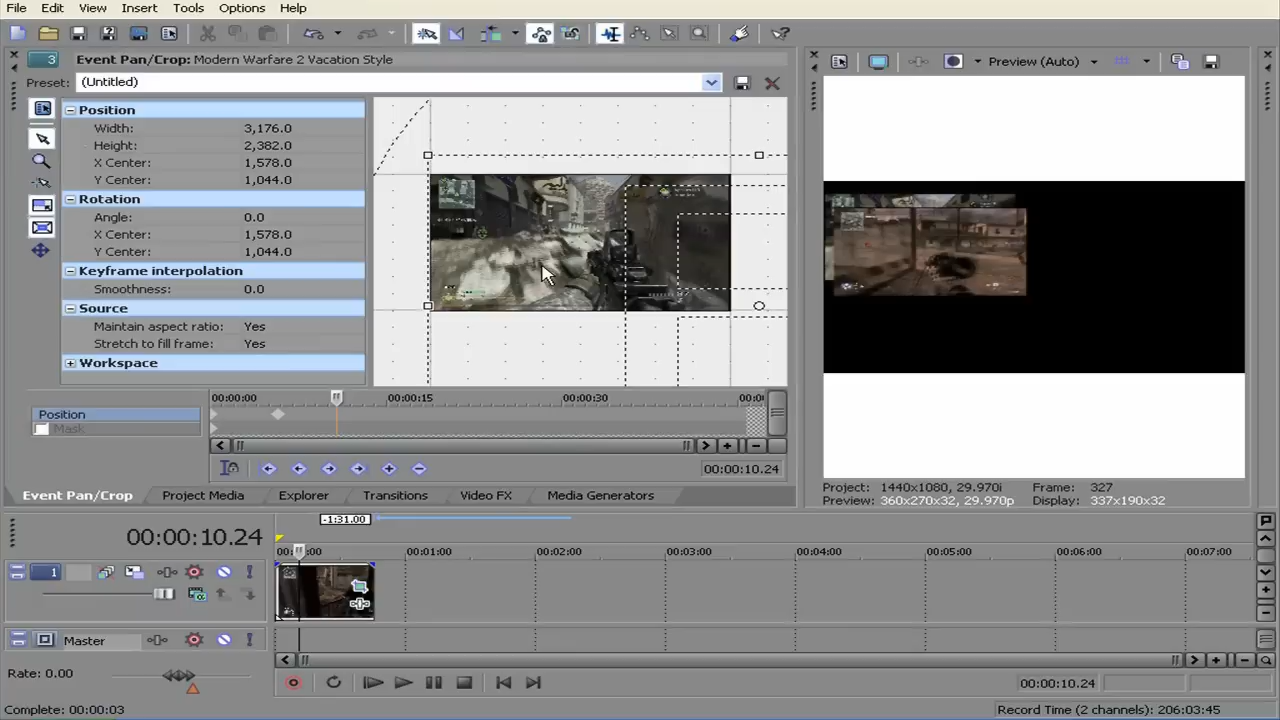 File Edit View Insert Tools Options Help
3 Event Pan/Crop: Modern Warfare 2 Vacation Style
Preset: (Untitled)
Preview (Auto)
Position
Width: 3,176.0
Height: 2,382.0
X Center: 1,578.0
Y Center: 1,044.0
Rotation
Angle: 0.0
X Center: 1,578.0
Y Center: 1,044.0
Keyframe interpolation
Smoothness: 0.0
Source
Maintain aspect ratio: Yes
Stretch to fill frame: Yes
Workspace
00:00:00 00:00:15 00:00:30 00:0
Position
Mask
00:00:10.24
Project: 1440x1080, 29.970i Frame: 327
Preview: 360x270x32, 29.970p Display: 337x190x32
Event Pan/Crop Project Media Explorer Transitions Video FX Media Generators
-1:31.00
00:00:10.24
00:01:00 00:02:00 00:03:00 00:04:00 00:05:00 00:06:00 00:07:00
1
Master
Rate: 0.00
00:00:10.24
Complete: 00:00:03
Record Time (2 channels): 206:03:45